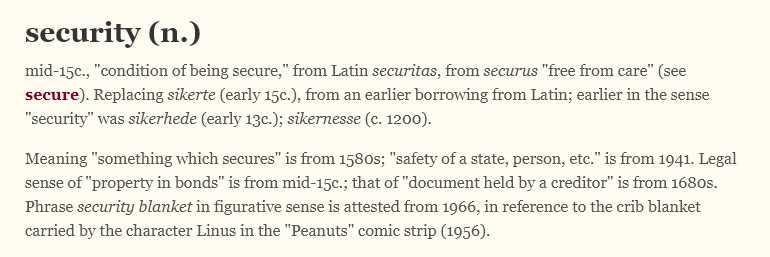 security (n.)
mid-15c., "condition of being secure," from Latin securitas, from securus "free from care" (see
secure). Replacing sikerte (early 15c.), from an earlier borrowing from Latin; earlier in the sense
"security" was sikerhede (early 13c.); sikernesse (c. 1200).
Meaning "something which secures" is from 1580s; "safety of a state, person, etc." is from 1941. Legal
sense of "property in bonds" is from mid-15c.; that of "document held by a creditor" is from 1680s.
Phrase security blanket in figurative sense is attested from 1966, in reference to the crib blanket
carried by the character Linus in the "Peanuts" comic strip (1956).